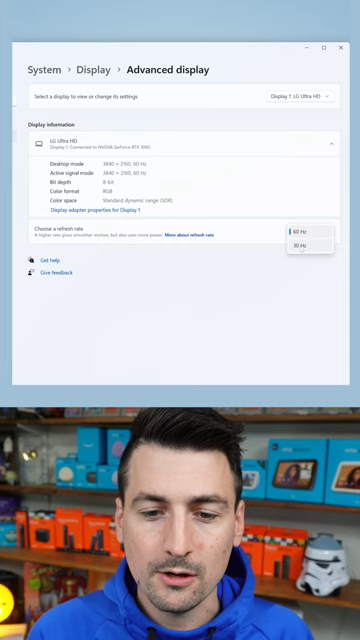 System > Display > Advanced display
Select a display to view or change its settings
Display 1: LG Ultra HD
Display information
LG Ultra HD
Display 1: Connected to NVIDIA GeForce RTX 3060
Desktop mode 3840 × 2160, 60 Hz
Active signal mode 3840 × 2160, 60 Hz
Bit depth 8-bit
Color format RGB
Color space Standard dynamic range (SDR)
Display adapter properties for Display 1
Choose a refresh rate
A higher rate gives smoother motion, but also uses more power More about refresh rate
60 Hz
30 Hz
Get help
Give feedback